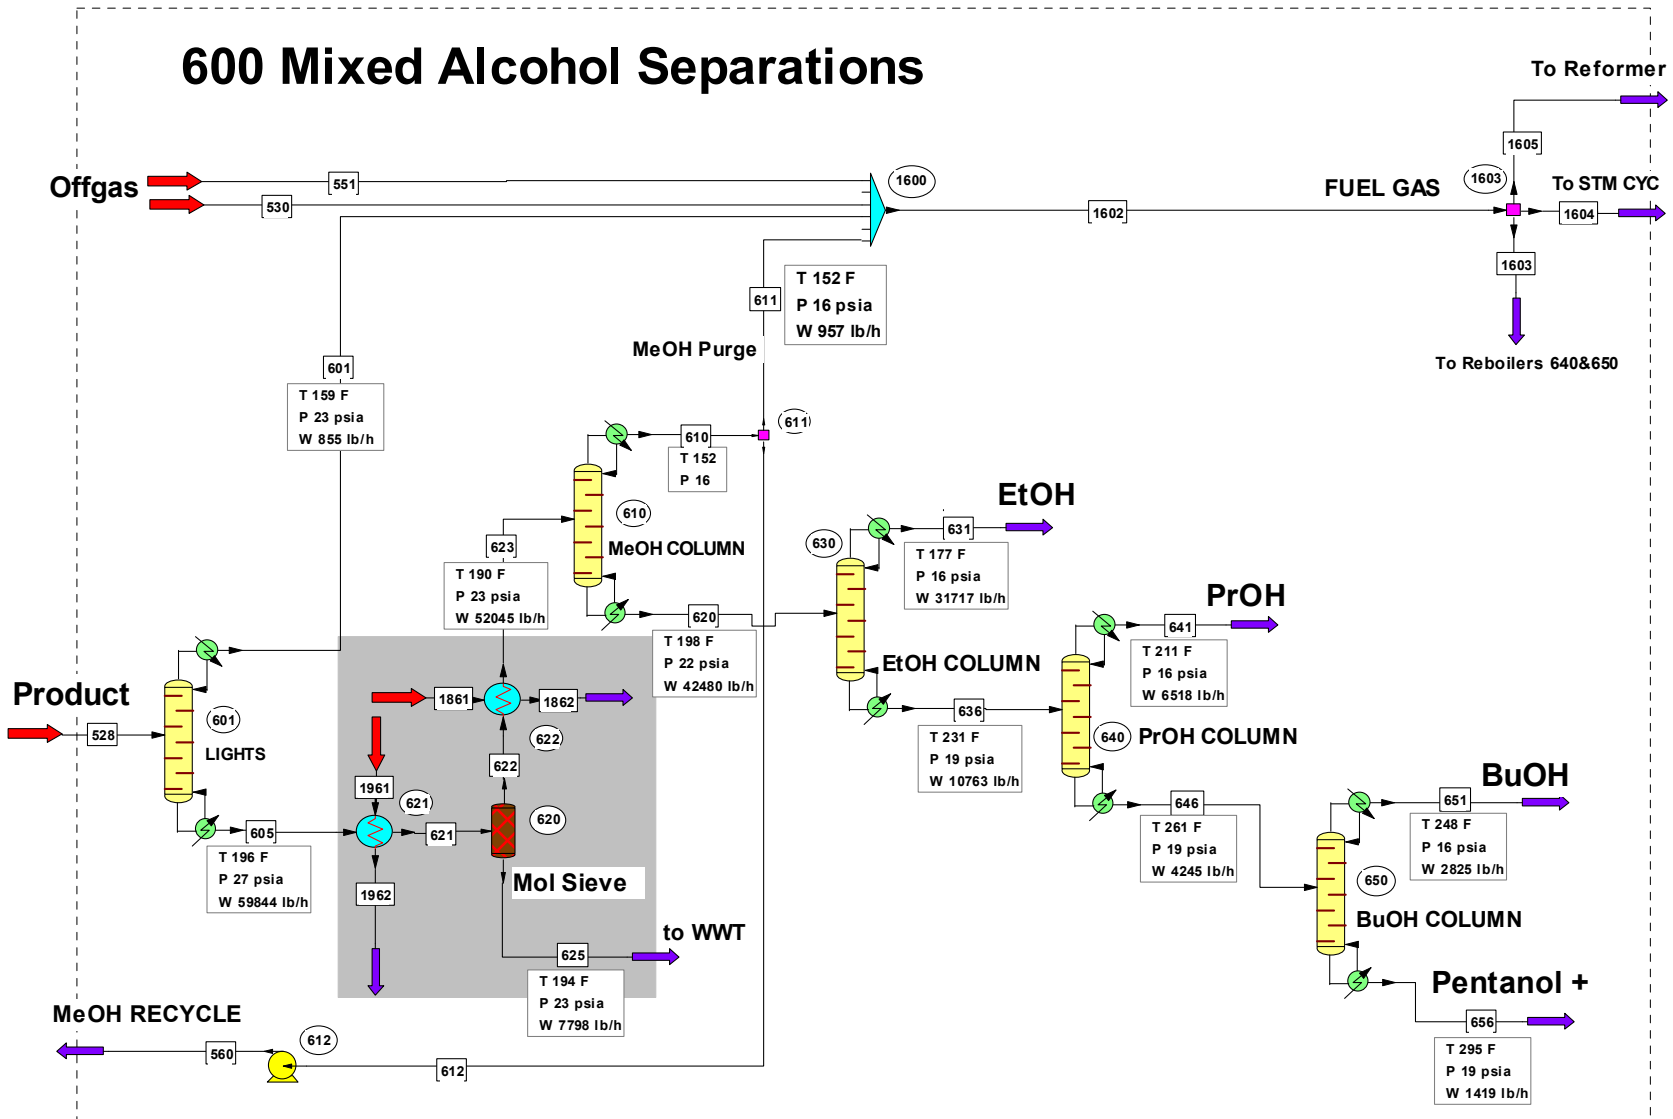 600 Mixed Alcohol Separations
To Reformer
1605
Offgas
551
530
1600
1602
FUEL GAS
1603
To STM CYC
1604
1603
To Reboilers 640&650
611
T 152 F
P 16 psia
W 957 lb/h
MeOH Purge
601
T 159 F
P 23 psia
W 855 lb/h
610
T 152
P 16
611
610
MeOH COLUMN
623
T 190 F
P 23 psia
W 52045 lb/h
620
T 198 F
P 22 psia
W 42480 lb/h
EtOH
631
T 177 F
P 16 psia
W 31717 lb/h
630
EtOH COLUMN
636
T 231 F
P 19 psia
W 10763 lb/h
PrOH
641
T 211 F
P 16 psia
W 6518 lb/h
640
PrOH COLUMN
646
T 261 F
P 19 psia
W 4245 lb/h
BuOH
651
T 248 F
P 16 psia
W 2825 lb/h
650
BuOH COLUMN
Pentanol +
656
T 295 F
P 19 psia
W 1419 lb/h
Product
528
601
LIGHTS
605
T 196 F
P 27 psia
W 59844 lb/h
1861
1862
622
622
1961
621
621
620
Mol Sieve
1962
to WWT
625
T 194 F
P 23 psia
W 7798 lb/h
MeOH RECYCLE
560
612
612